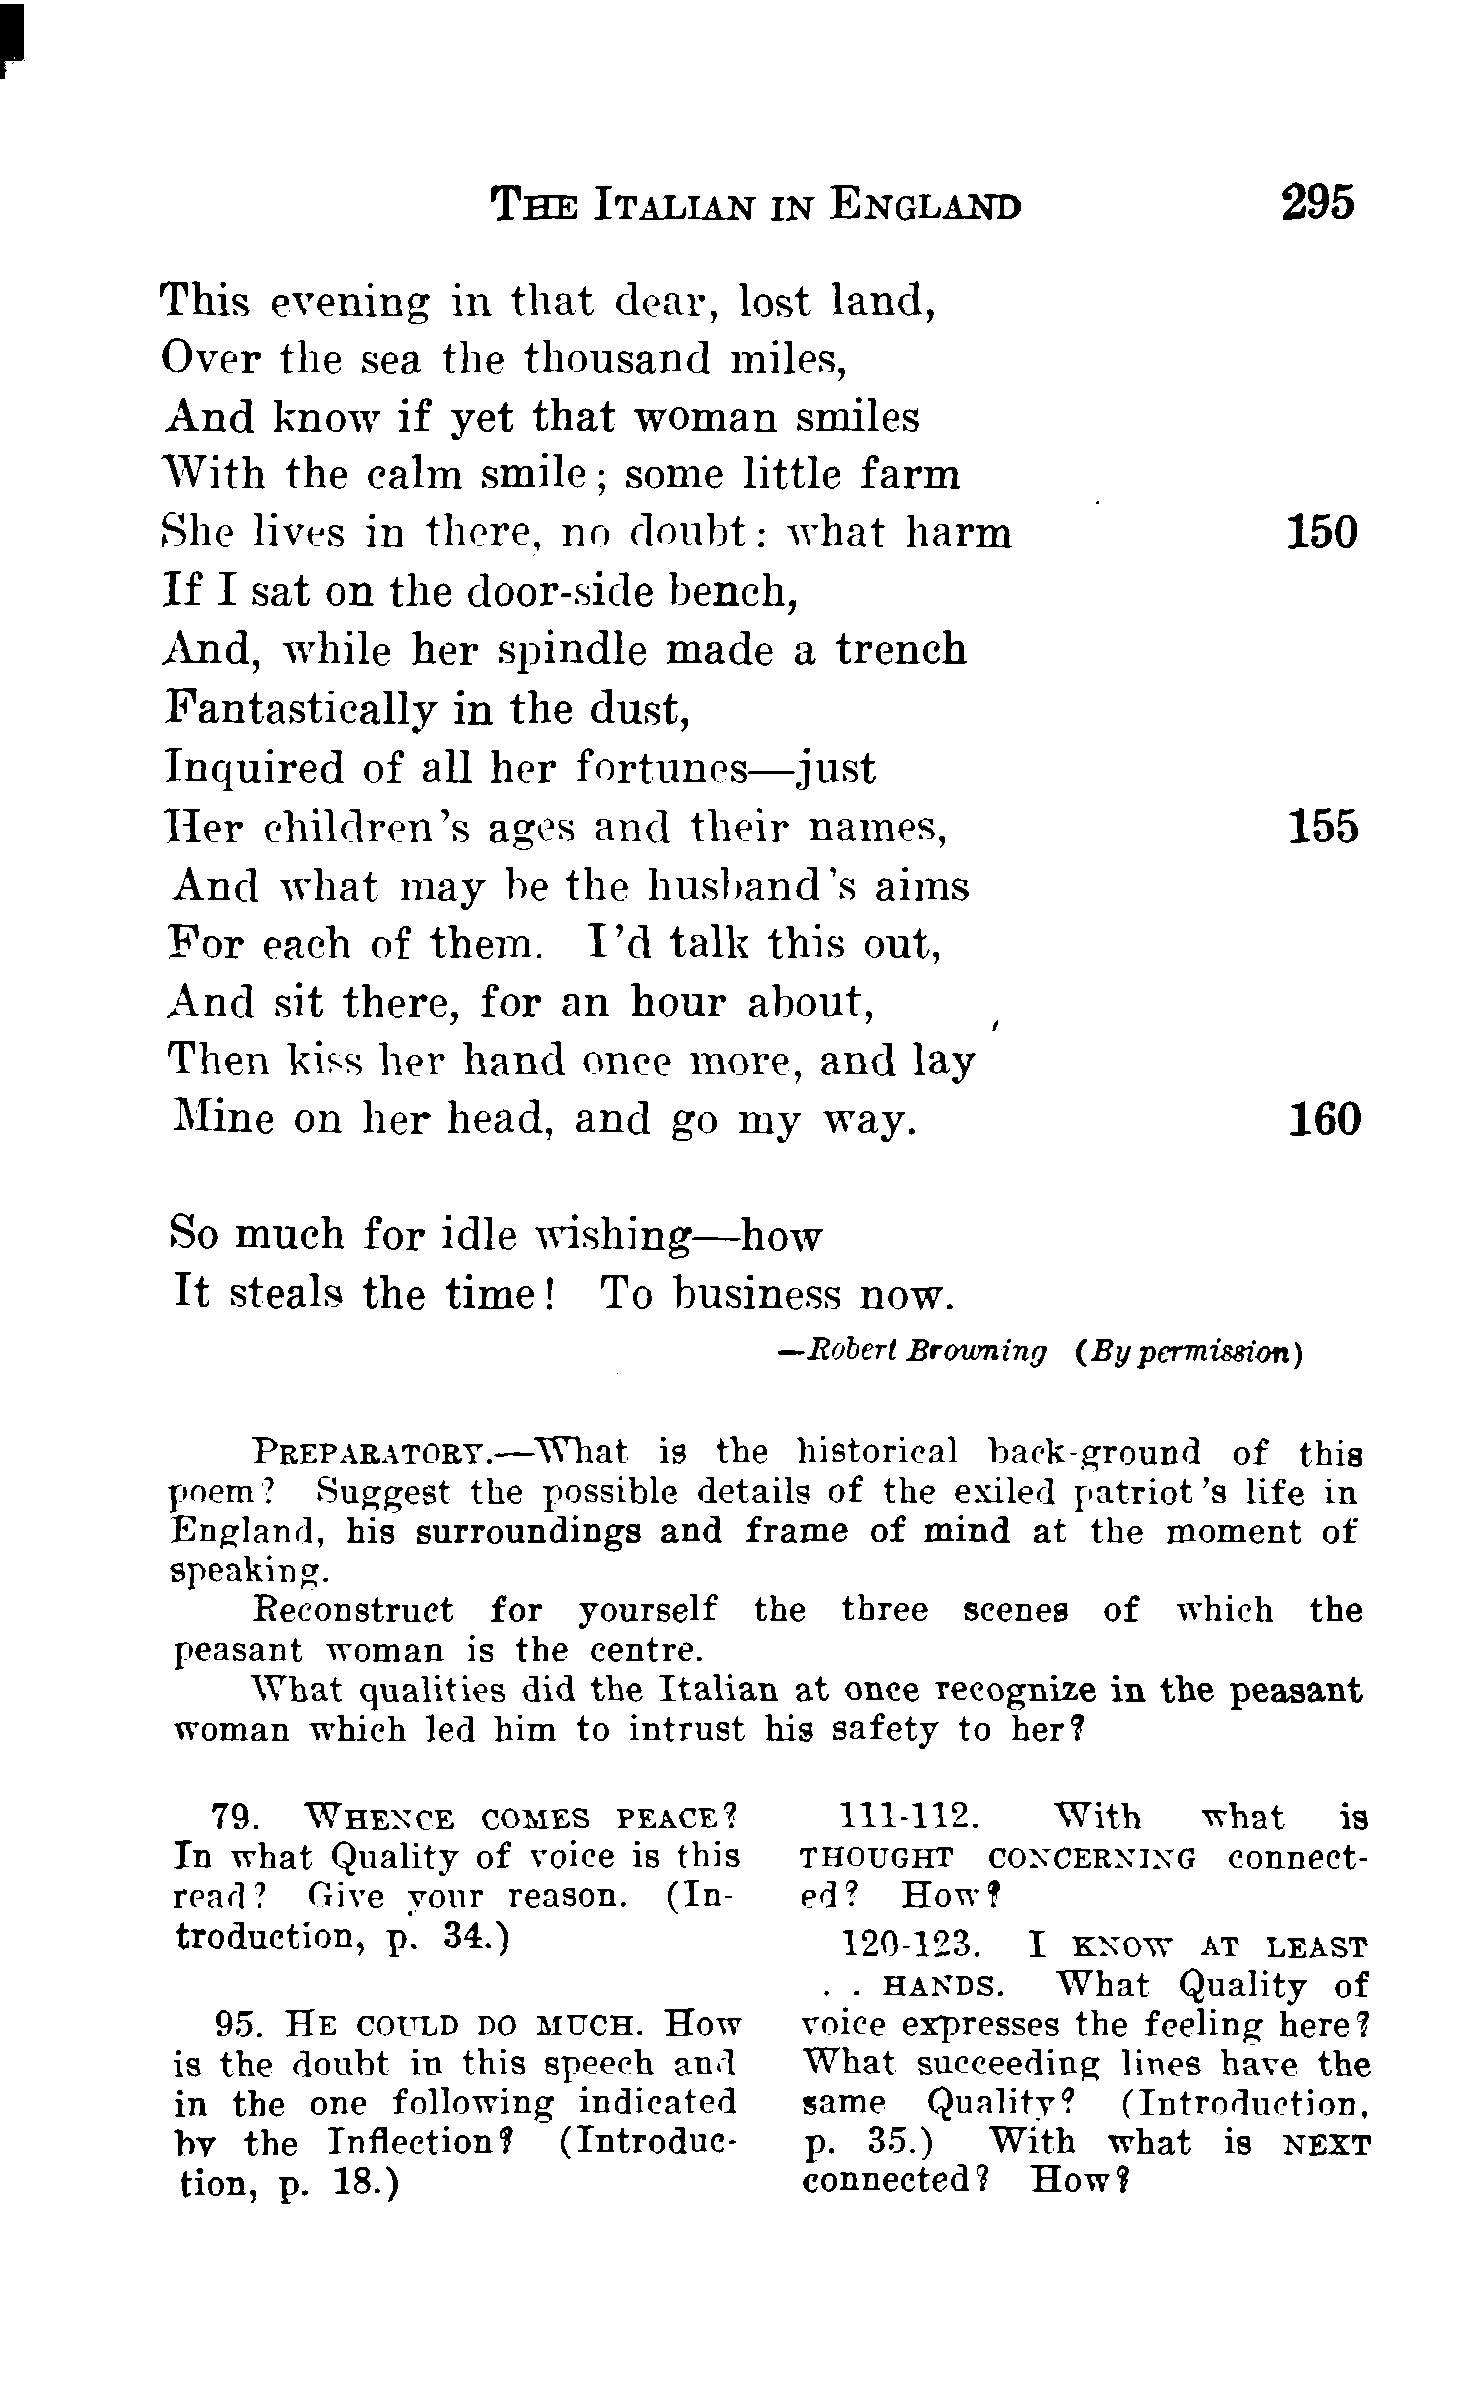 THE ITALIAN IN ENGLAND 295
This evening in that dear, lost land,
Over the sea the thousand miles,
And know if yet that woman smiles
With the calm smile; some little farm
She lives in there, no doubt: what harm 150
If I sat on the door-side bench,
And, while her spindle made a trench
Fantastically in the dust,
Inquired of all her fortunes—just
Her children's ages and their names, 155
And what may be the husband's aims
For each of them. I'd talk this out,
And sit there, for an hour about,
Then kiss her hand once more, and lay
Mine on her head, and go my way. 160
So much for idle wishing—how
It steals the time! To business now.
—Robert Browning (By permission)
PREPARATORY.—What is the historical back-ground of this
poem? Suggest the possible details of the exiled patriot's life in
England, his surroundings and frame of mind at the moment of
speaking.
Reconstruct for yourself the three scenes of which the
peasant woman is the centre.
What qualities did the Italian at once recognize in the peasant
woman which led him to intrust his safety to her?
79. WHENCE COMES PEACE?
In what Quality of voice is this
read? Give your reason. (In-
troduction, p. 34.)
95. HE COULD DO MUCH. How
is the doubt in this speech and
in the one following indicated
by the Inflection? (Introduc-
tion, p. 18.)
111-112. With what is
THOUGHT CONCERNING connect-
ed? How?
120-123. I KNOW AT LEAST
. . HANDS. What Quality of
voice expresses the feeling here?
What succeeding lines have the
same Quality? (Introduction,
p. 35.) With what is NEXT
connected? How?